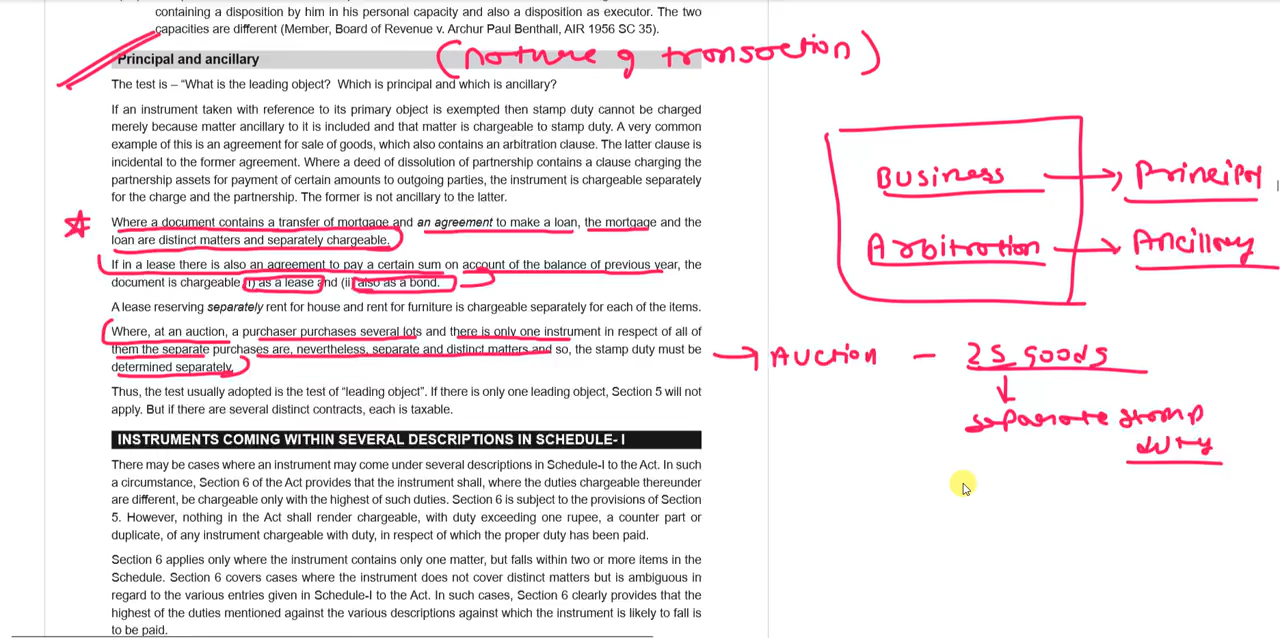 containing a disposition by him in his personal capacity and also a disposition as executor. The two
capacities are different (Member, Board of Revenue v. Archur Paul Benthall, AIR 1956 SC 35).
Principal and ancillary
(nature of transaction)
The test is – "What is the leading object? Which is principal and which is ancillary?
If an instrument taken with reference to its primary object is exempted then stamp duty cannot be charged
merely because matter ancillary to it is included and that matter is chargeable to stamp duty. A very common
example of this is an agreement for sale of goods, which also contains an arbitration clause. The latter clause is
incidental to the former agreement. Where a deed of dissolution of partnership contains a clause charging the
partnership assets for payment of certain amounts to outgoing parties, the instrument is chargeable separately
for the charge and the partnership. The former is not ancillary to the latter.
Where a document contains a transfer of mortgage and an agreement to make a loan, the mortgage and the
loan are distinct matters and separately chargeable.
If in a lease there is also an agreement to pay a certain sum on account of the balance of previous year, the
document is chargeable (i) as a lease and (ii) also as a bond.
A lease reserving separately rent for house and rent for furniture is chargeable separately for each of the items.
Where, at an auction, a purchaser purchases several lots and there is only one instrument in respect of all of
them the separate purchases are, nevertheless, separate and distinct matters and so, the stamp duty must be
determined separately.
Thus, the test usually adopted is the test of "leading object". If there is only one leading object, Section 5 will not
apply. But if there are several distinct contracts, each is taxable.
INSTRUMENTS COMING WITHIN SEVERAL DESCRIPTIONS IN SCHEDULE- I
There may be cases where an instrument may come under several descriptions in Schedule-I to the Act. In such
a circumstance, Section 6 of the Act provides that the instrument shall, where the duties chargeable thereunder
are different, be chargeable only with the highest of such duties. Section 6 is subject to the provisions of Section
5. However, nothing in the Act shall render chargeable, with duty exceeding one rupee, a counter part or
duplicate, of any instrument chargeable with duty, in respect of which the proper duty has been paid.
Section 6 applies only where the instrument contains only one matter, but falls within two or more items in the
Schedule. Section 6 covers cases where the instrument does not cover distinct matters but is ambiguous in
regard to the various entries given in Schedule-I to the Act. In such cases, Section 6 clearly provides that the
highest of the duties mentioned against the various descriptions against which the instrument is likely to fall is
to be paid.
Business → Principal
Arbitration → Ancillary
→ Auction – 25 goods
separate stamp
duty